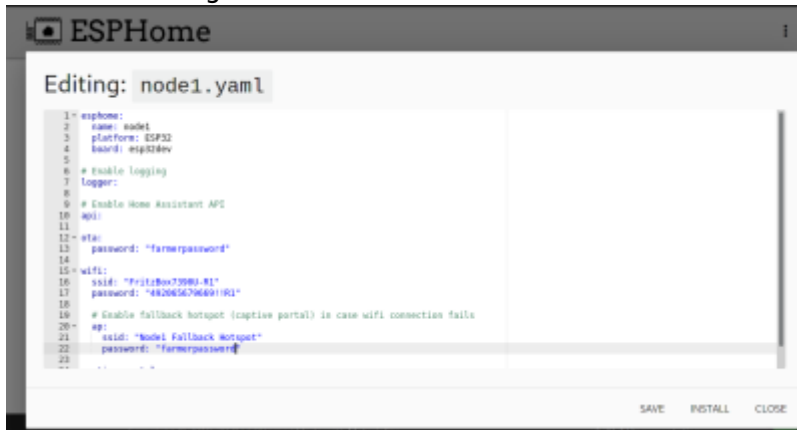 ESPHome
Editing: node1.yaml
1 esphome:
2 name: node1
3 platform: ESP32
4 board: esp32dev
5
6 # Enable logging
7 logger:
8
9 # Enable Home Assistant API
10 api:
11
12 ota:
13 password: "farmerpassword"
14
15 wifi:
16 ssid:
17 password:
18
19 # Enable fallback hotspot (captive portal) in case wifi connection fails
20 ap:
21 ssid: "Node1 Fallback Hotspot"
22 password: "farmerpassword"
23
SAVE INSTALL CLOSE